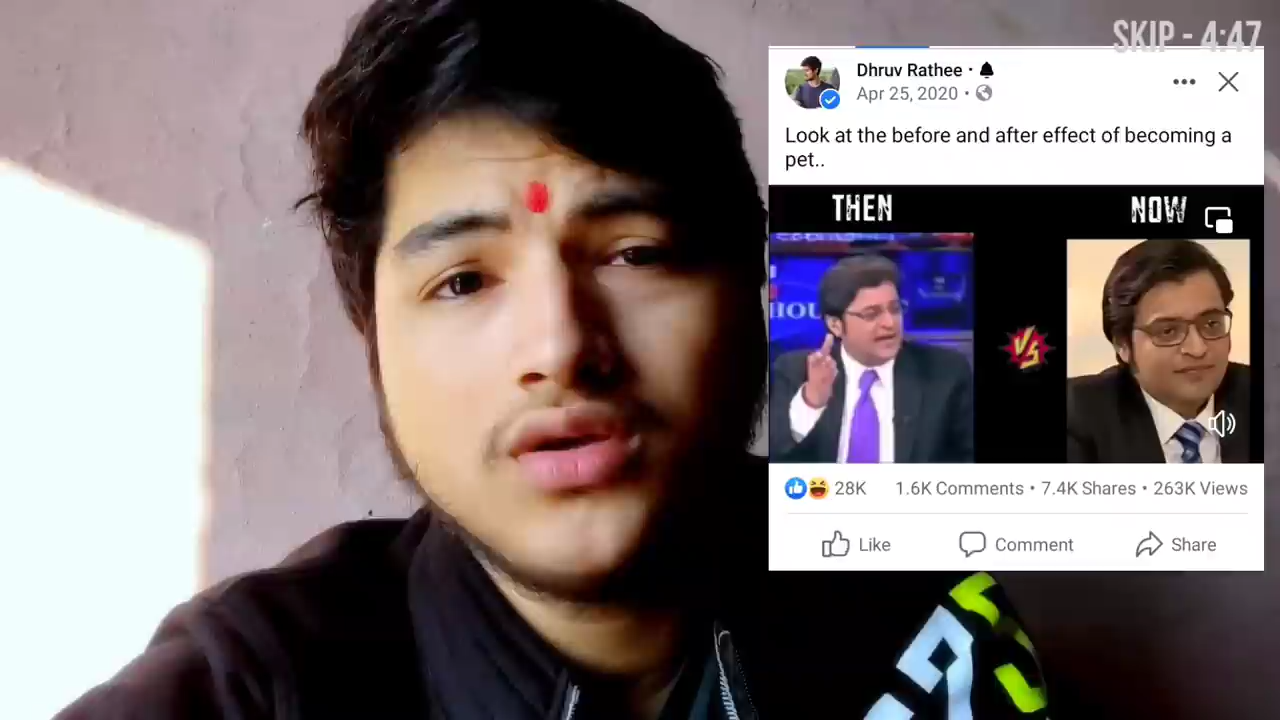 SKIP - 4:47
Dhruv Rathee •
Apr 25, 2020 •
Look at the before and after effect of becoming a
pet..
THEN
NOW
VS
28K 1.6K Comments • 7.4K Shares • 263K Views
Like Comment Share